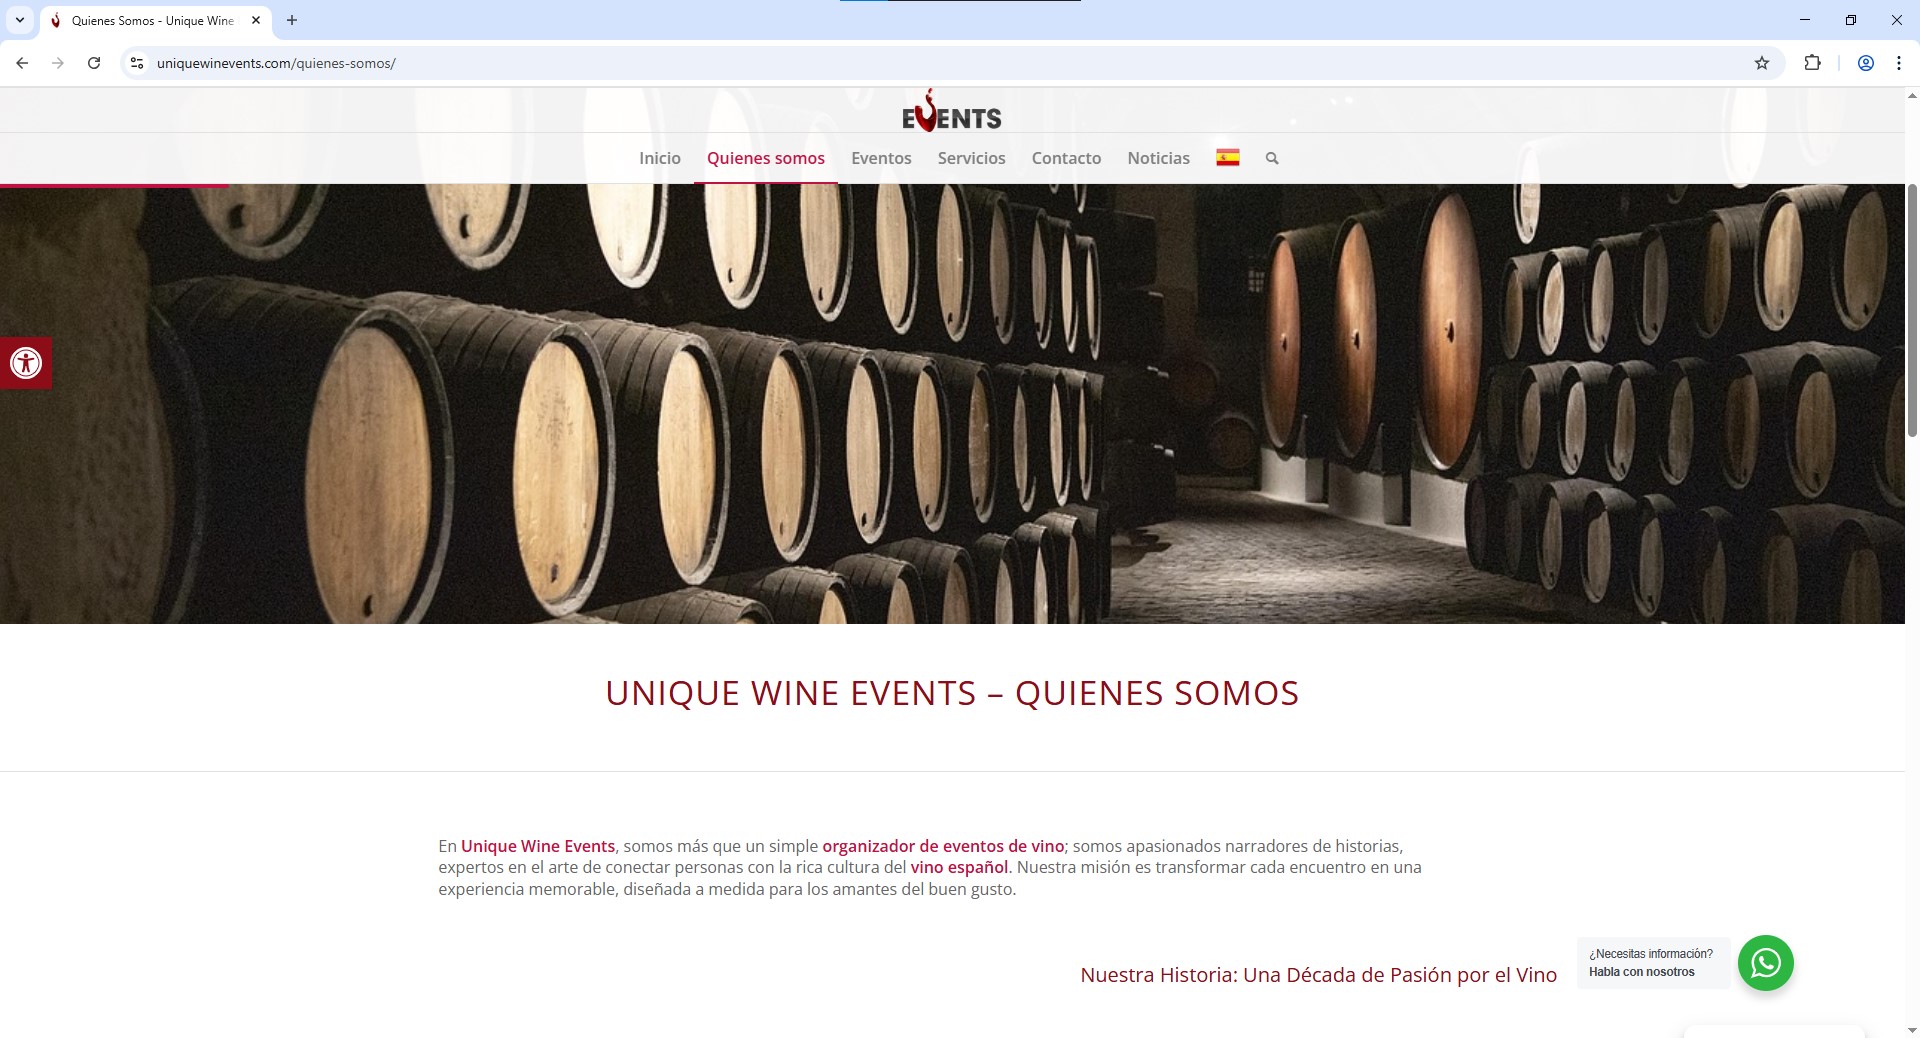 Quienes Somos - Unique Wine
uniquewinevents.com/quienes-somos/
EVENTS
Inicio Quienes somos Eventos Servicios Contacto Noticias
UNIQUE WINE EVENTS – QUIENES SOMOS
En Unique Wine Events, somos más que un simple organizador de eventos de vino; somos apasionados narradores de historias,
expertos en el arte de conectar personas con la rica cultura del vino español. Nuestra misión es transformar cada encuentro en una
experiencia memorable, diseñada a medida para los amantes del buen gusto.
Nuestra Historia: Una Década de Pasión por el Vino
¿Necesitas información?
Habla con nosotros